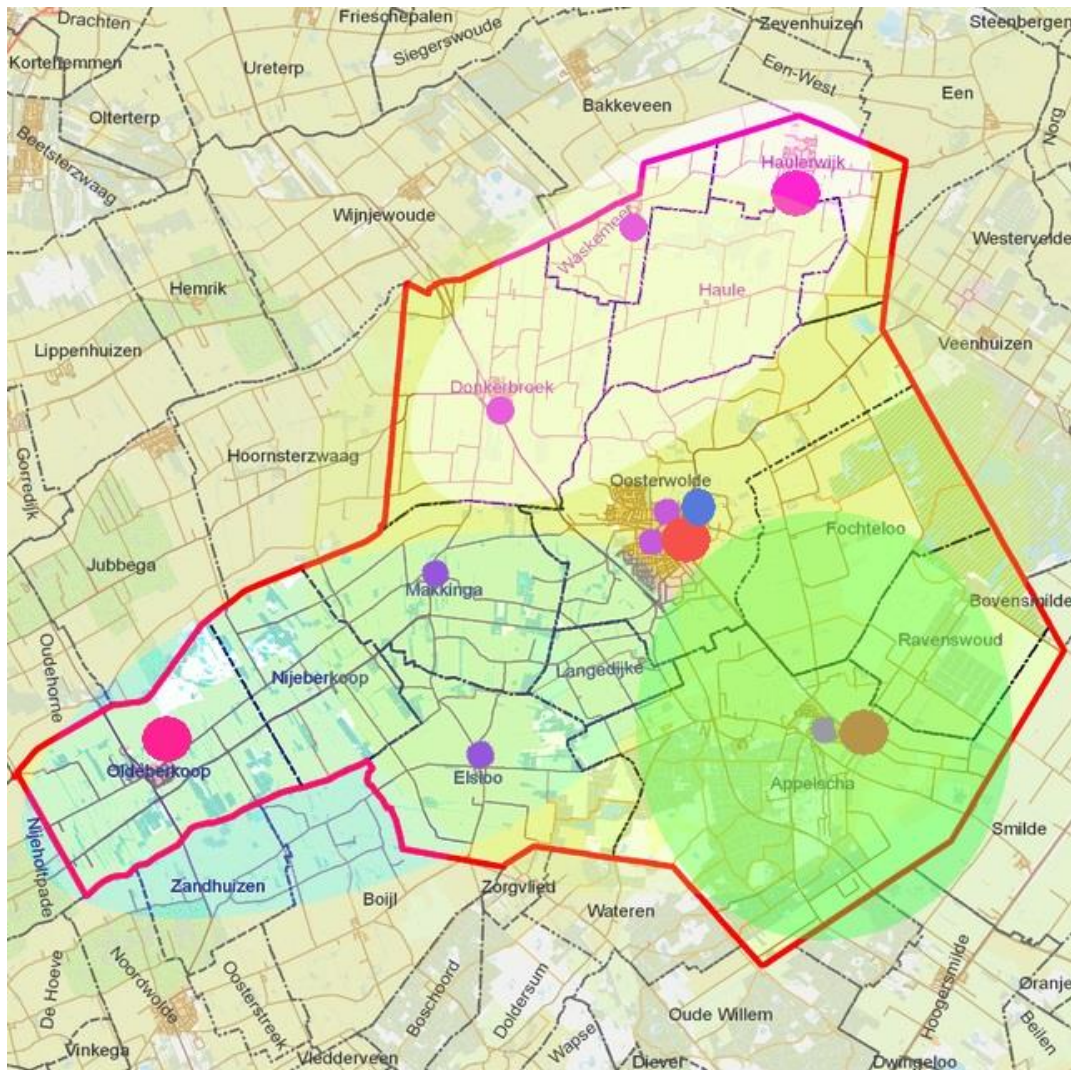 Drachten
Frieschepalen
Zevenhuizen
Steenbergen
Kortehemmen
Siegerswoude
Ureterp
Een-West
Een
Bakkeveen
Olterterp
Norg
Beetsterzwaag
Haulerwijk
Wijnjewoude
Waskemeer
Westervelde
Hemrik
Haule
Lippenhuizen
Veenhuizen
Donkerbroek
Hoornsterzwaag
Gorredijk
Oosterwolde
Fochteloo
Jubbega
Makkinga
Bovensmilde
Ravenswoud
Oudehorne
Nijeberkoop
Langedijke
Oldeberkoop
Elsloo
Appelscha
Nijeholtpade
Smilde
Zandhuizen
Boijl
Zorgvlied
Wateren
De Hoeve
Noordwolde
Oosterstreek
Boschoord
Doldersum
Hoogersmilde
Oranje
Oude Willem
Beilen
Wapse
Vinkega
Vledderveen
Diever
Dwingeloo